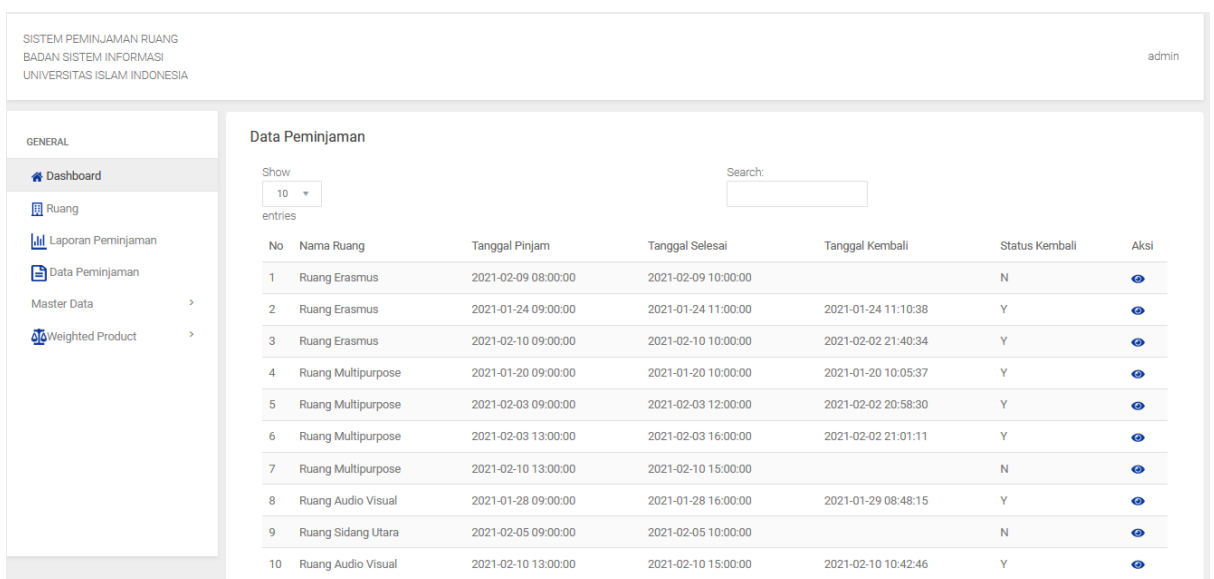 SISTEM PEMINJAMAN RUANG
BADAN SISTEM INFORMASI
UNIVERSITAS ISLAM INDONESIA
admin
GENERAL
Dashboard
Ruang
Laporan Peminjaman
Data Peminjaman
Master Data
Weighted Product
Data Peminjaman
Show
10
entries
Search:
No Nama Ruang Tanggal Pinjam Tanggal Selesai Tanggal Kembali Status Kembali Aksi
1 Ruang Erasmus 2021-02-09 08:00:00 2021-02-09 10:00:00 N
2 Ruang Erasmus 2021-01-24 09:00:00 2021-01-24 11:00:00 2021-01-24 11:10:38 Y
3 Ruang Erasmus 2021-02-10 09:00:00 2021-02-10 10:00:00 2021-02-02 21:40:34 Y
4 Ruang Multipurpose 2021-01-20 09:00:00 2021-01-20 10:00:00 2021-01-20 10:05:37 Y
5 Ruang Multipurpose 2021-02-03 09:00:00 2021-02-03 12:00:00 2021-02-02 20:58:30 Y
6 Ruang Multipurpose 2021-02-03 13:00:00 2021-02-03 16:00:00 2021-02-02 21:01:11 Y
7 Ruang Multipurpose 2021-02-10 13:00:00 2021-02-10 15:00:00 N
8 Ruang Audio Visual 2021-01-28 09:00:00 2021-01-28 16:00:00 2021-01-29 08:48:15 Y
9 Ruang Sidang Utara 2021-02-05 09:00:00 2021-02-05 10:00:00 N
10 Ruang Audio Visual 2021-02-10 13:00:00 2021-02-10 15:00:00 2021-02-10 10:42:46 Y